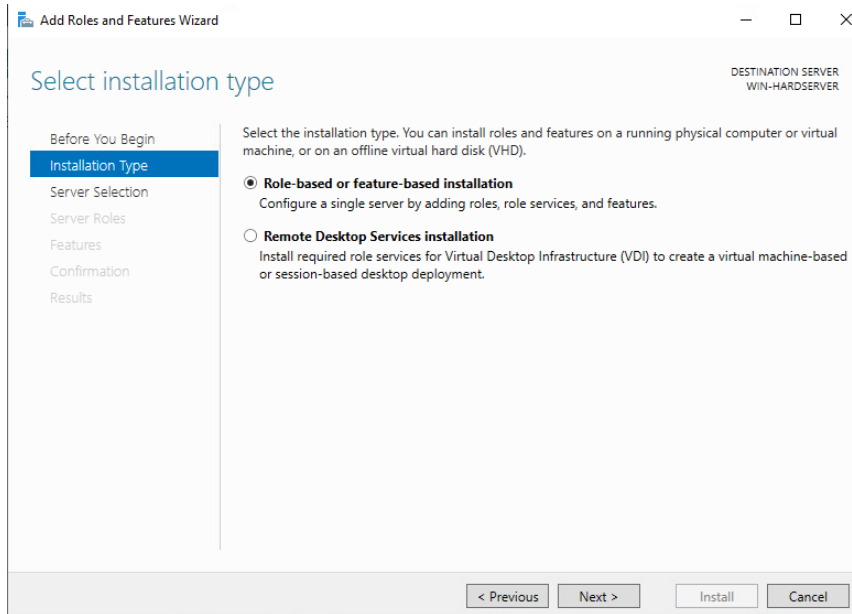 Add Roles and Features Wizard
Select installation type
DESTINATION SERVER
WIN-HARDSERVER
Before You Begin
Installation Type
Server Selection
Server Roles
Features
Confirmation
Results
Select the installation type. You can install roles and features on a running physical computer or virtual
machine, or on an offline virtual hard disk (VHD).
Role-based or feature-based installation
Configure a single server by adding roles, role services, and features.
Remote Desktop Services installation
Install required role services for Virtual Desktop Infrastructure (VDI) to create a virtual machine-based
or session-based desktop deployment.
< Previous
Next >
Install
Cancel